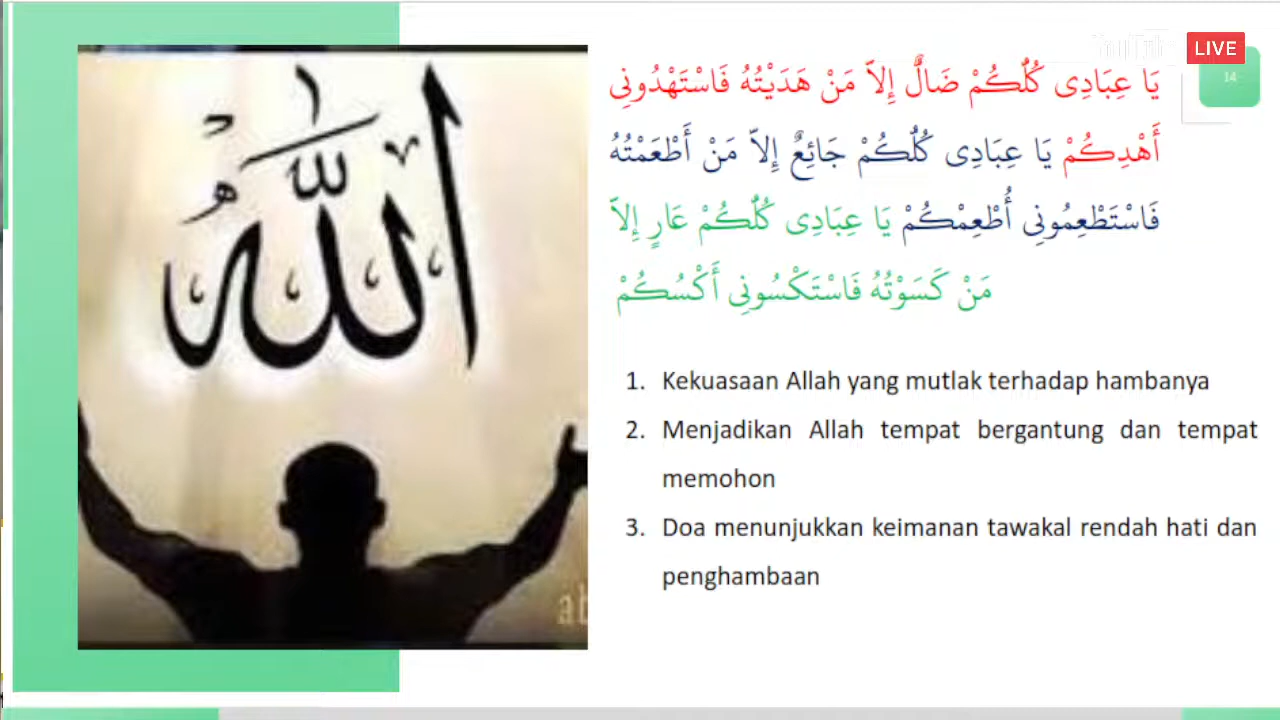 YouTube LIVE
14
الله
يَا عِبَادِى كُلُّكُمْ ضَالٌّ إِلاَّ مَنْ هَدَيْتُهُ فَاسْتَهْدُونِى
أَهْدِكُمْ يَا عِبَادِى كُلُّكُمْ جَائِعٌ إِلاَّ مَنْ أَطْعَمْتُهُ
فَاسْتَطْعِمُونِى أُطْعِمْكُمْ يَا عِبَادِى كُلُّكُمْ عَارٍ إِلاَّ
مَنْ كَسَوْتُهُ فَاسْتَكْسُونِى أَكْسُكُمْ
1. Kekuasaan Allah yang mutlak terhadap hambanya
2. Menjadikan Allah tempat bergantung dan tempat
memohon
3. Doa menunjukkan keimanan tawakal rendah hati dan
penghambaan